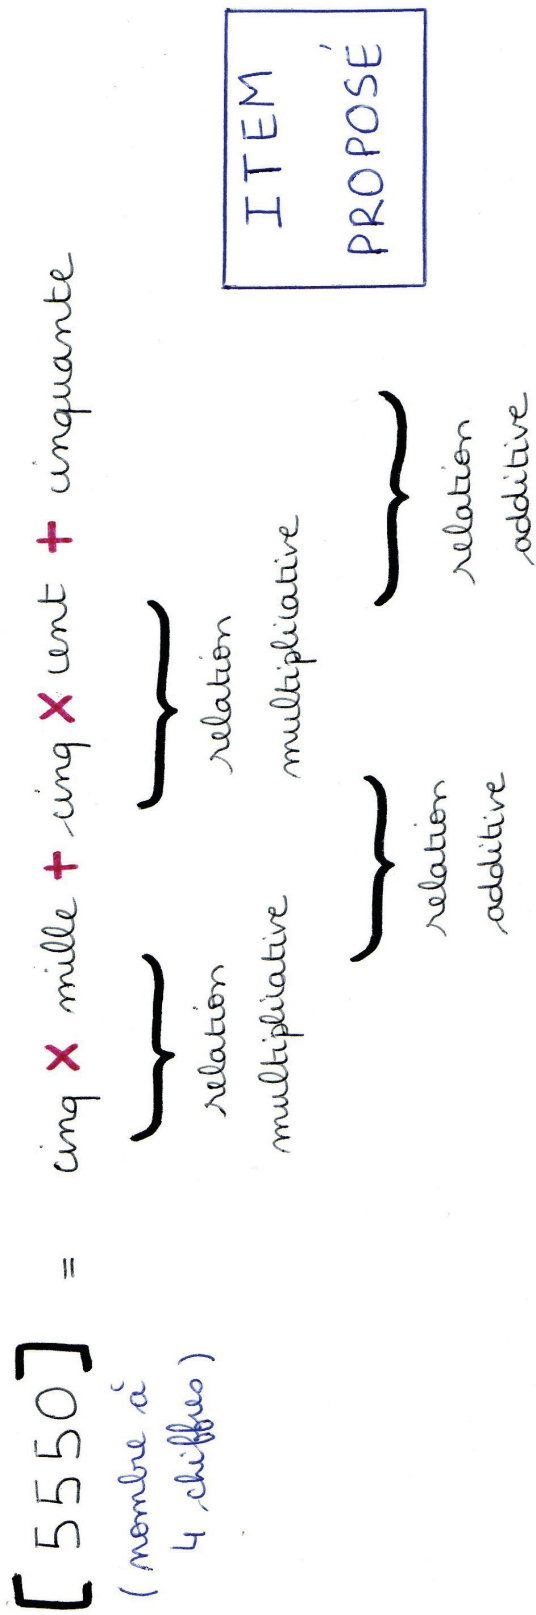 [5550] = cinq × mille + cinq × cent + cinquante
(nombre à
4 chiffres)
relation
multiplicative
relation
multiplicative
relation
additive
relation
additive
ITEM
PROPOSÉ